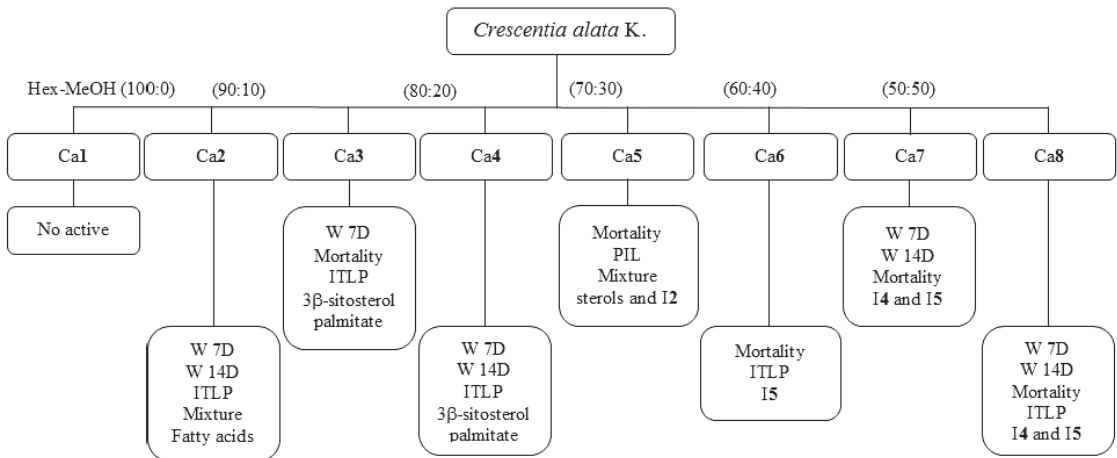 Crescentia alata K.
Hex-MeOH (100:0) (90:10) (80:20) (70:30) (60:40) (50:50)
Ca1 Ca2 Ca3 Ca4 Ca5 Ca6 Ca7 Ca8
No active
W 7D
W 14D
ITLP
Mixture
Fatty acids
W 7D
Mortality
ITLP
3β-sitosterol
palmitate
W 7D
W 14D
ITLP
3β-sitosterol
palmitate
Mortality
PIL
Mixture
sterols and I2
Mortality
ITLP
I5
W 7D
W 14D
Mortality
I4 and I5
W 7D
W 14D
Mortality
ITLP
I4 and I5